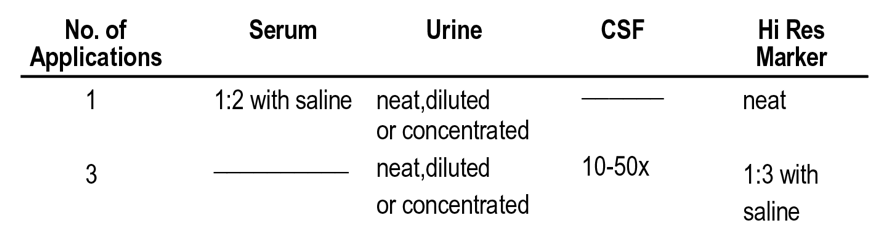 No. of Applications Serum Urine CSF Hi Res Marker
1 1:2 with saline neat,diluted or concentrated ——— neat
3 ——— neat,diluted or concentrated 10-50x 1:3 with saline